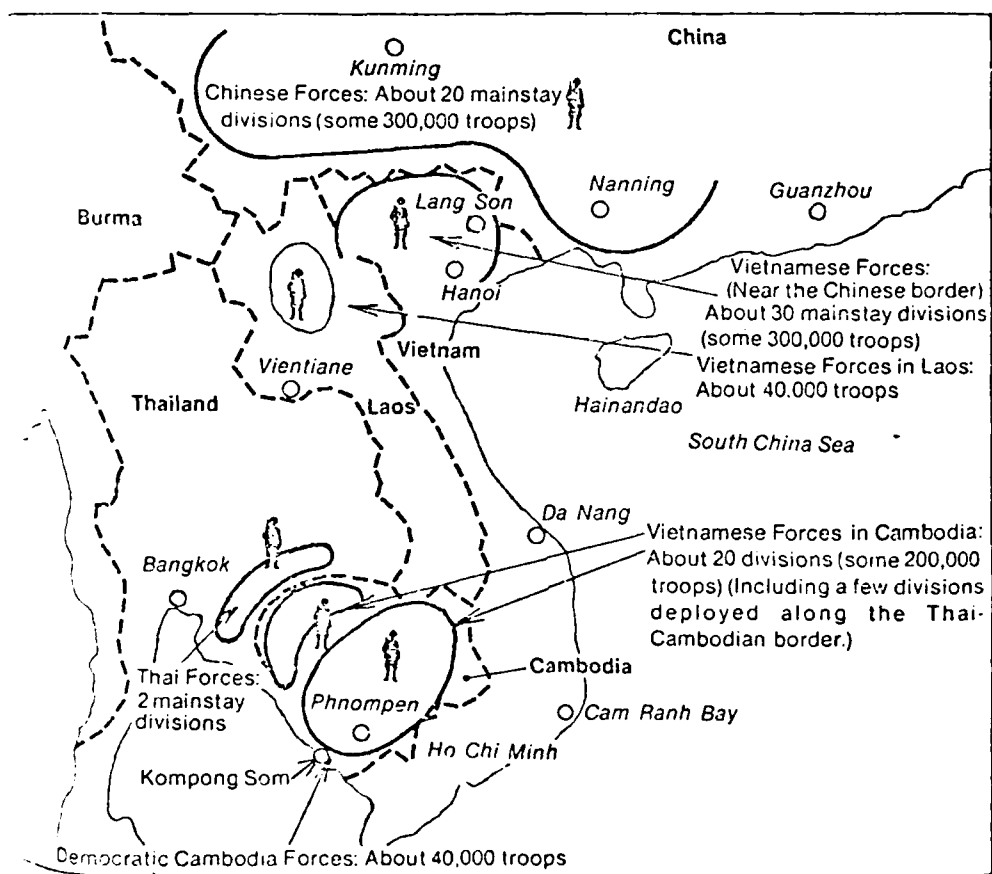 China
Kunming
Chinese Forces: About 20 mainstay
divisions (some 300,000 troops)
Nanning
Guanzhou
Lang Son
Burma
Hanoi
Vietnamese Forces:
(Near the Chinese border)
About 30 mainstay divisions
(some 300,000 troops)
Vietnamese Forces in Laos:
About 40.000 troops
Vietnam
Vientiane
Thailand
Laos
Hainandao
South China Sea
Da Nang
Bangkok
Vietnamese Forces in Cambodia:
About 20 divisions (some 200,000
troops) (Including a few divisions
deployed along the Thai-
Cambodian border.)
Cambodia
Thai Forces:
2 mainstay
divisions
Phnompen
Cam Ranh Bay
Ho Chi Minh
Kompong Som
Democratic Cambodia Forces: About 40,000 troops